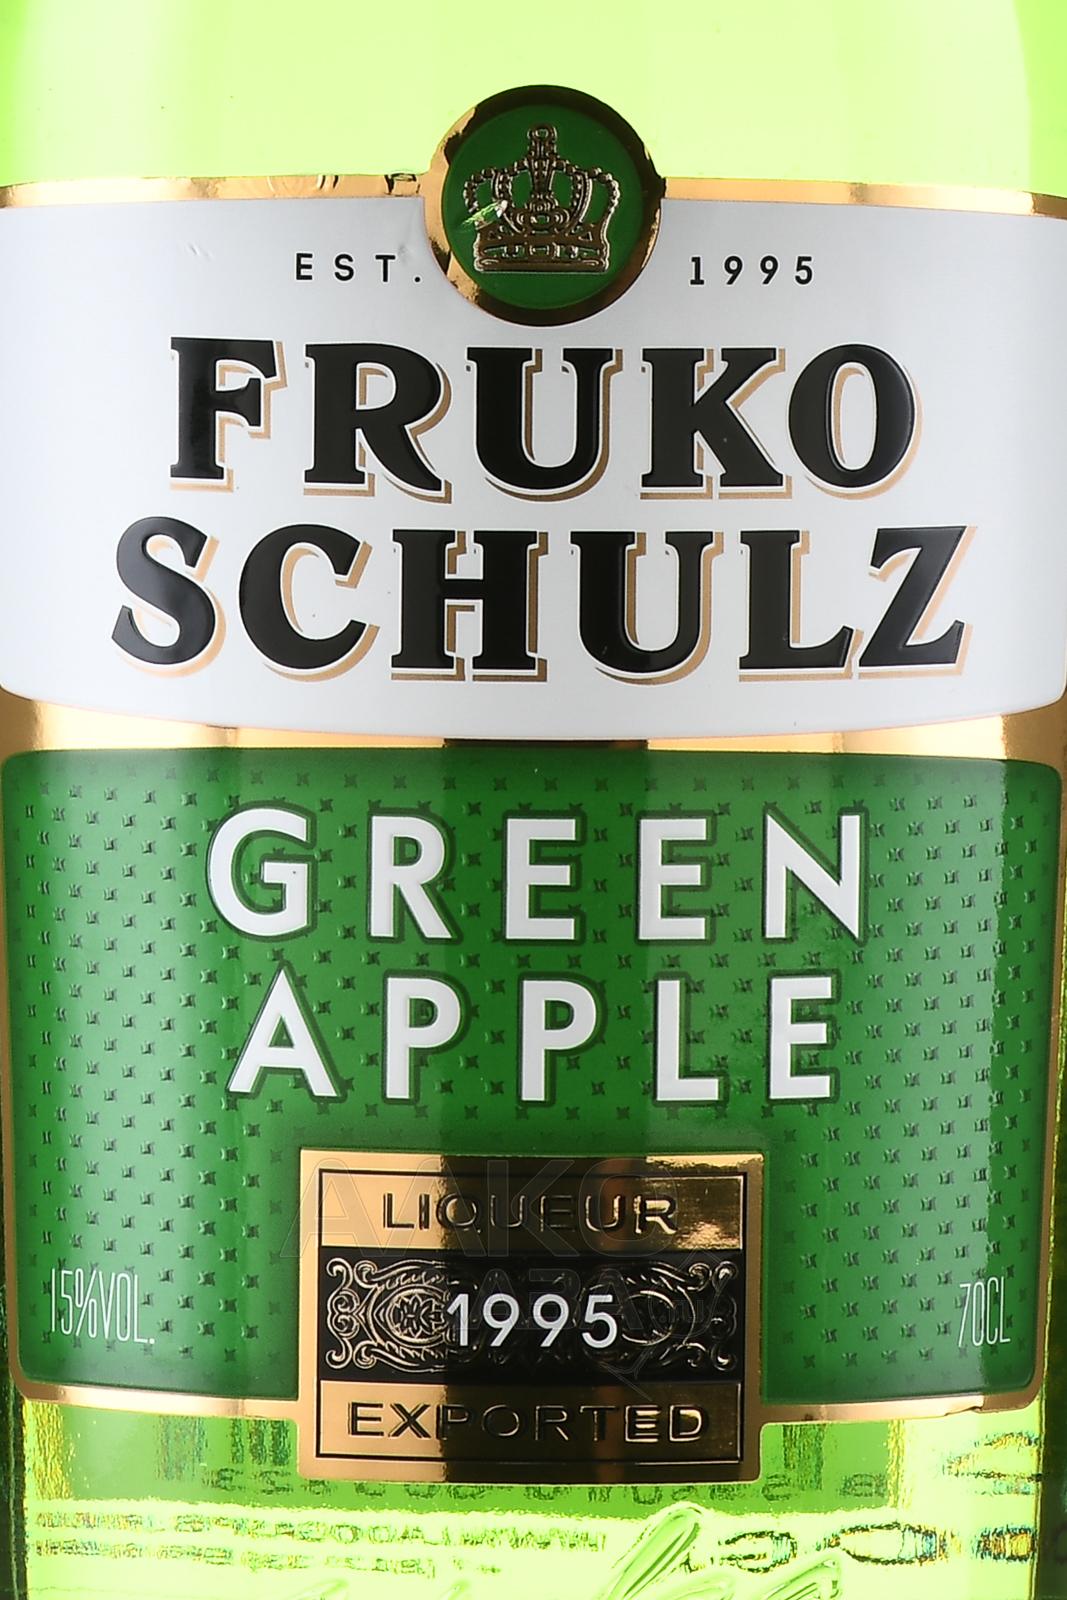 EST. 1995
FRUKO
SCHULZ
GREEN
APPLE
LIQUEUR
15%VOL.
1995
70CL
EXPORTED